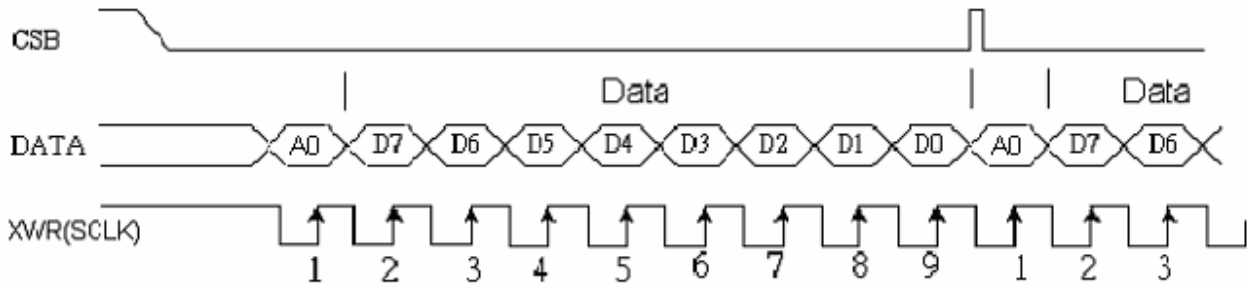 CSB
Data Data
DATA A0 D7 D6 D5 D4 D3 D2 D1 D0 A0 D7 D6
XWR(SCLK)
1 2 3 4 5 6 7 8 9 1 2 3